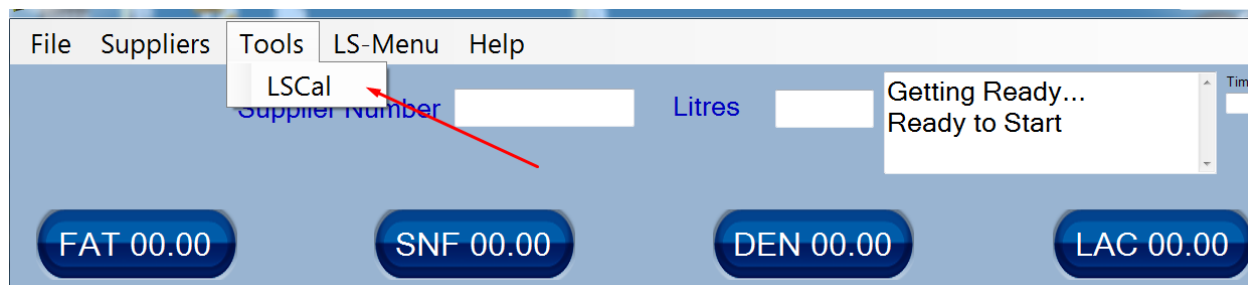 File Suppliers Tools LS-Menu Help
LSCal
Supplier Number Litres
Getting Ready...
Ready to Start
Tim
FAT 00.00 SNF 00.00 DEN 00.00 LAC 00.00